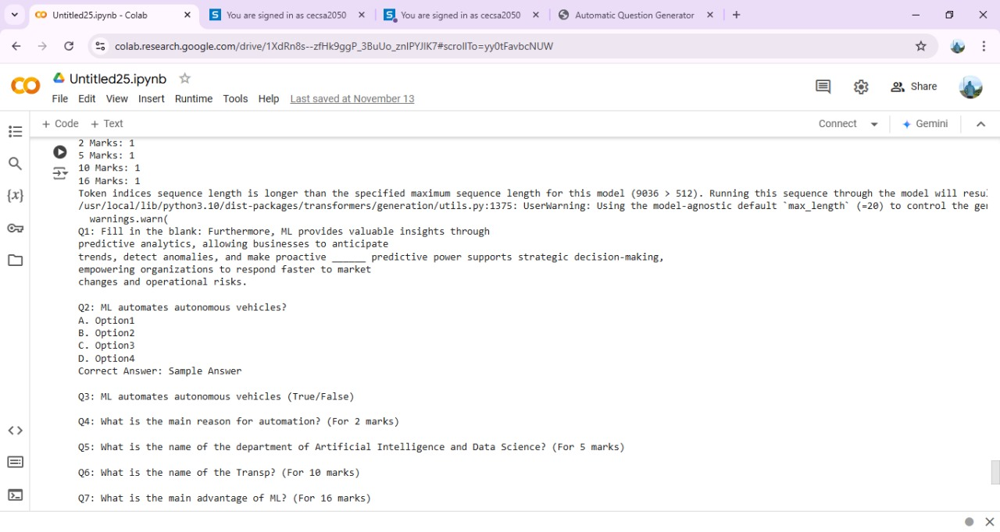 Untitled25.ipynb - Colab
You are signed in as cecsa2050
You are signed in as cecsa2050
Automatic Question Generator
colab.research.google.com/drive/1XdRn8s--zfHk9ggP_3BuUo_znIPYJIK7#scrollTo=yy0tFavbcNUW
CO
Untitled25.ipynb
Share
File Edit View Insert Runtime Tools Help Last saved at November 13
+ Code + Text
Connect
Gemini
2 Marks: 1
5 Marks: 1
10 Marks: 1
16 Marks: 1
Token indices sequence length is longer than the specified maximum sequence length for this model (9036 > 512). Running this sequence through the model will
/usr/local/lib/python3.10/dist-packages/transformers/generation/utils.py:1375: UserWarning: Using the model-agnostic default `max_length` (=20) to control the
warnings.warn(
Q1: Fill in the blank: Furthermore, ML provides valuable insights through
predictive analytics, allowing businesses to anticipate
trends, detect anomalies, and make proactive ______ predictive power supports strategic decision-making,
empowering organizations to respond faster to market
changes and operational risks.
Q2: ML automates autonomous vehicles?
A. Option1
B. Option2
C. Option3
D. Option4
Correct Answer: Sample Answer
Q3: ML automates autonomous vehicles (True/False)
Q4: What is the main reason for automation? (For 2 marks)
Q5: What is the name of the department of Artificial Intelligence and Data Science? (For 5 marks)
Q6: What is the name of the Transp? (For 10 marks)
Q7: What is the main advantage of ML? (For 16 marks)